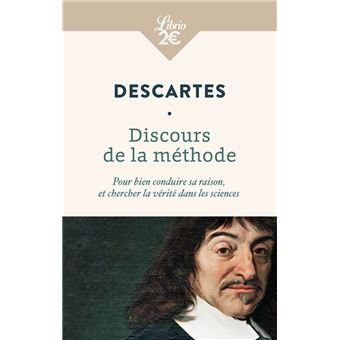 Librio
2€
DESCARTES
•
Discours
de la méthode
Pour bien conduire sa raison,
et chercher la vérité dans les sciences